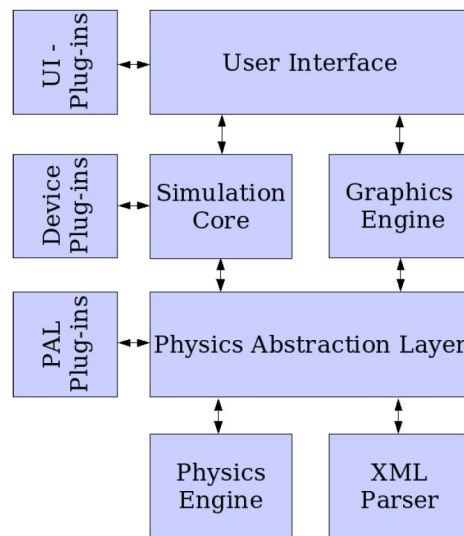 UI -
Plug-ins
User Interface
Device
Plug-ins
Simulation
Core
Graphics
Engine
PAL
Plug-ins
Physics Abstraction Layer
Physics
Engine
XML
Parser